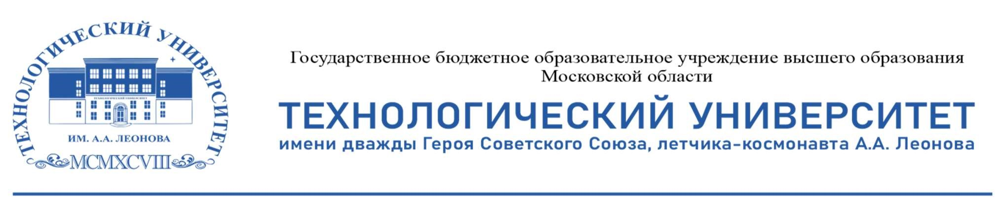 ТЕХНОЛОГИЧЕСКИЙ УНИВЕРСИТЕТ
ТЕХНОЛОГИЧЕСКИЙ УНИВЕРСИТЕТ
ИМ. А.А. ЛЕОНОВА
MCMXCVIII
Государственное бюджетное образовательное учреждение высшего образования
Московской области
ТЕХНОЛОГИЧЕСКИЙ УНИВЕРСИТЕТ
имени дважды Героя Советского Союза, летчика-космонавта А.А. Леонова